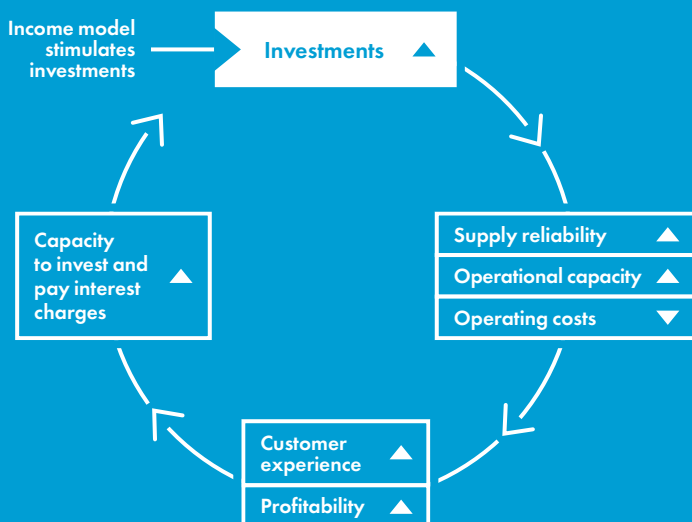 Income model
stimulates
investments
Investments
Supply reliability
Operational capacity
Operating costs
Customer
experience
Profitability
Capacity
to invest and
pay interest
charges